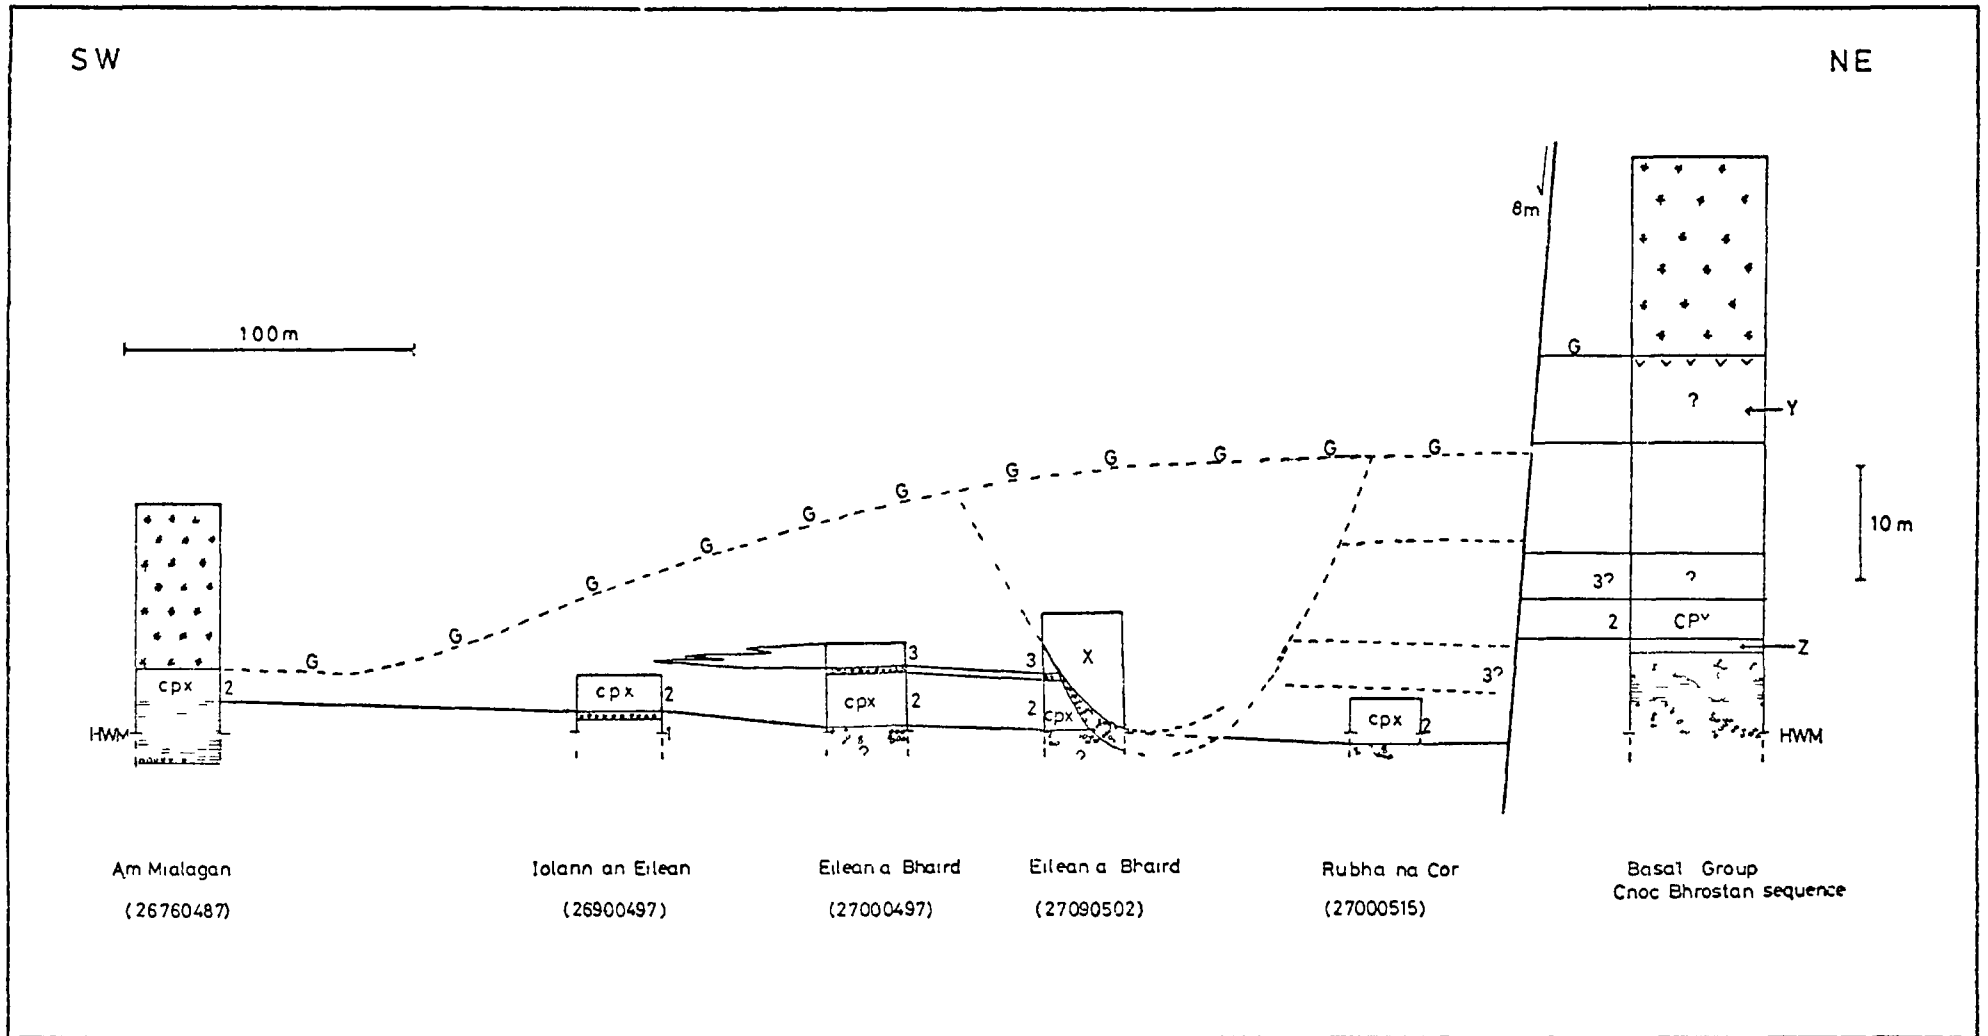 SW
NE
8m
100m
G
?
Y
G G G G G G G G G
10m
3?
?
2
CPx
Z
3
3
X
3?
cpx
2
cpx
2
cpx
2
2
cpx
cpx
2
HWM
1
?
?
HWM
Am Mialagan
Iolann an Eilean
Eilean a Bhaird
Eilean a Bhaird
Rubha na Cor
Basal Group
Cnoc Bhrostan sequence
(26760487)
(26900497)
(27000497)
(27090502)
(27000515)